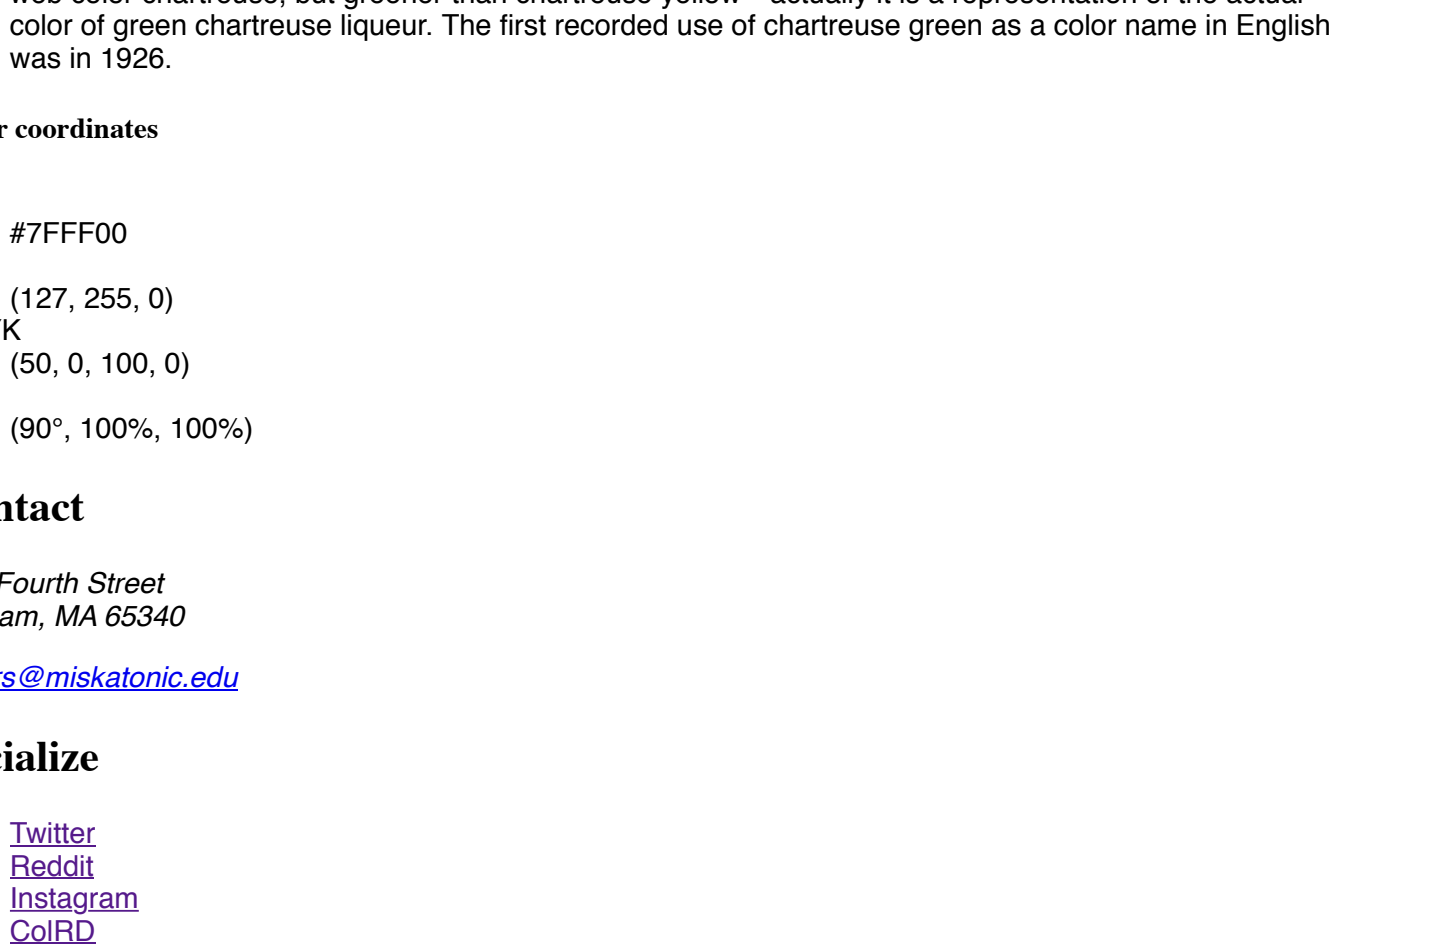 color of green chartreuse liqueur. The first recorded use of chartreuse green as a color name in English
was in 1926.
r coordinates
#7FFF00
(127, 255, 0)
K
(50, 0, 100, 0)
(90°, 100%, 100%)
ntact
Fourth Street
am, MA 65340
rs@miskatonic.edu
cialize
Twitter
Reddit
Instagram
ColRD